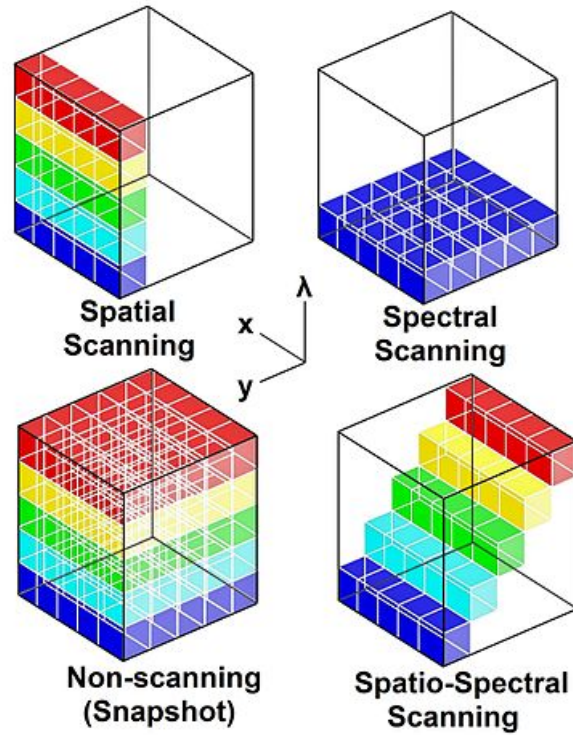 Spatial
Scanning
Spectral
Scanning
λ
x
y
Non-scanning
(Snapshot)
Spatio-Spectral
Scanning